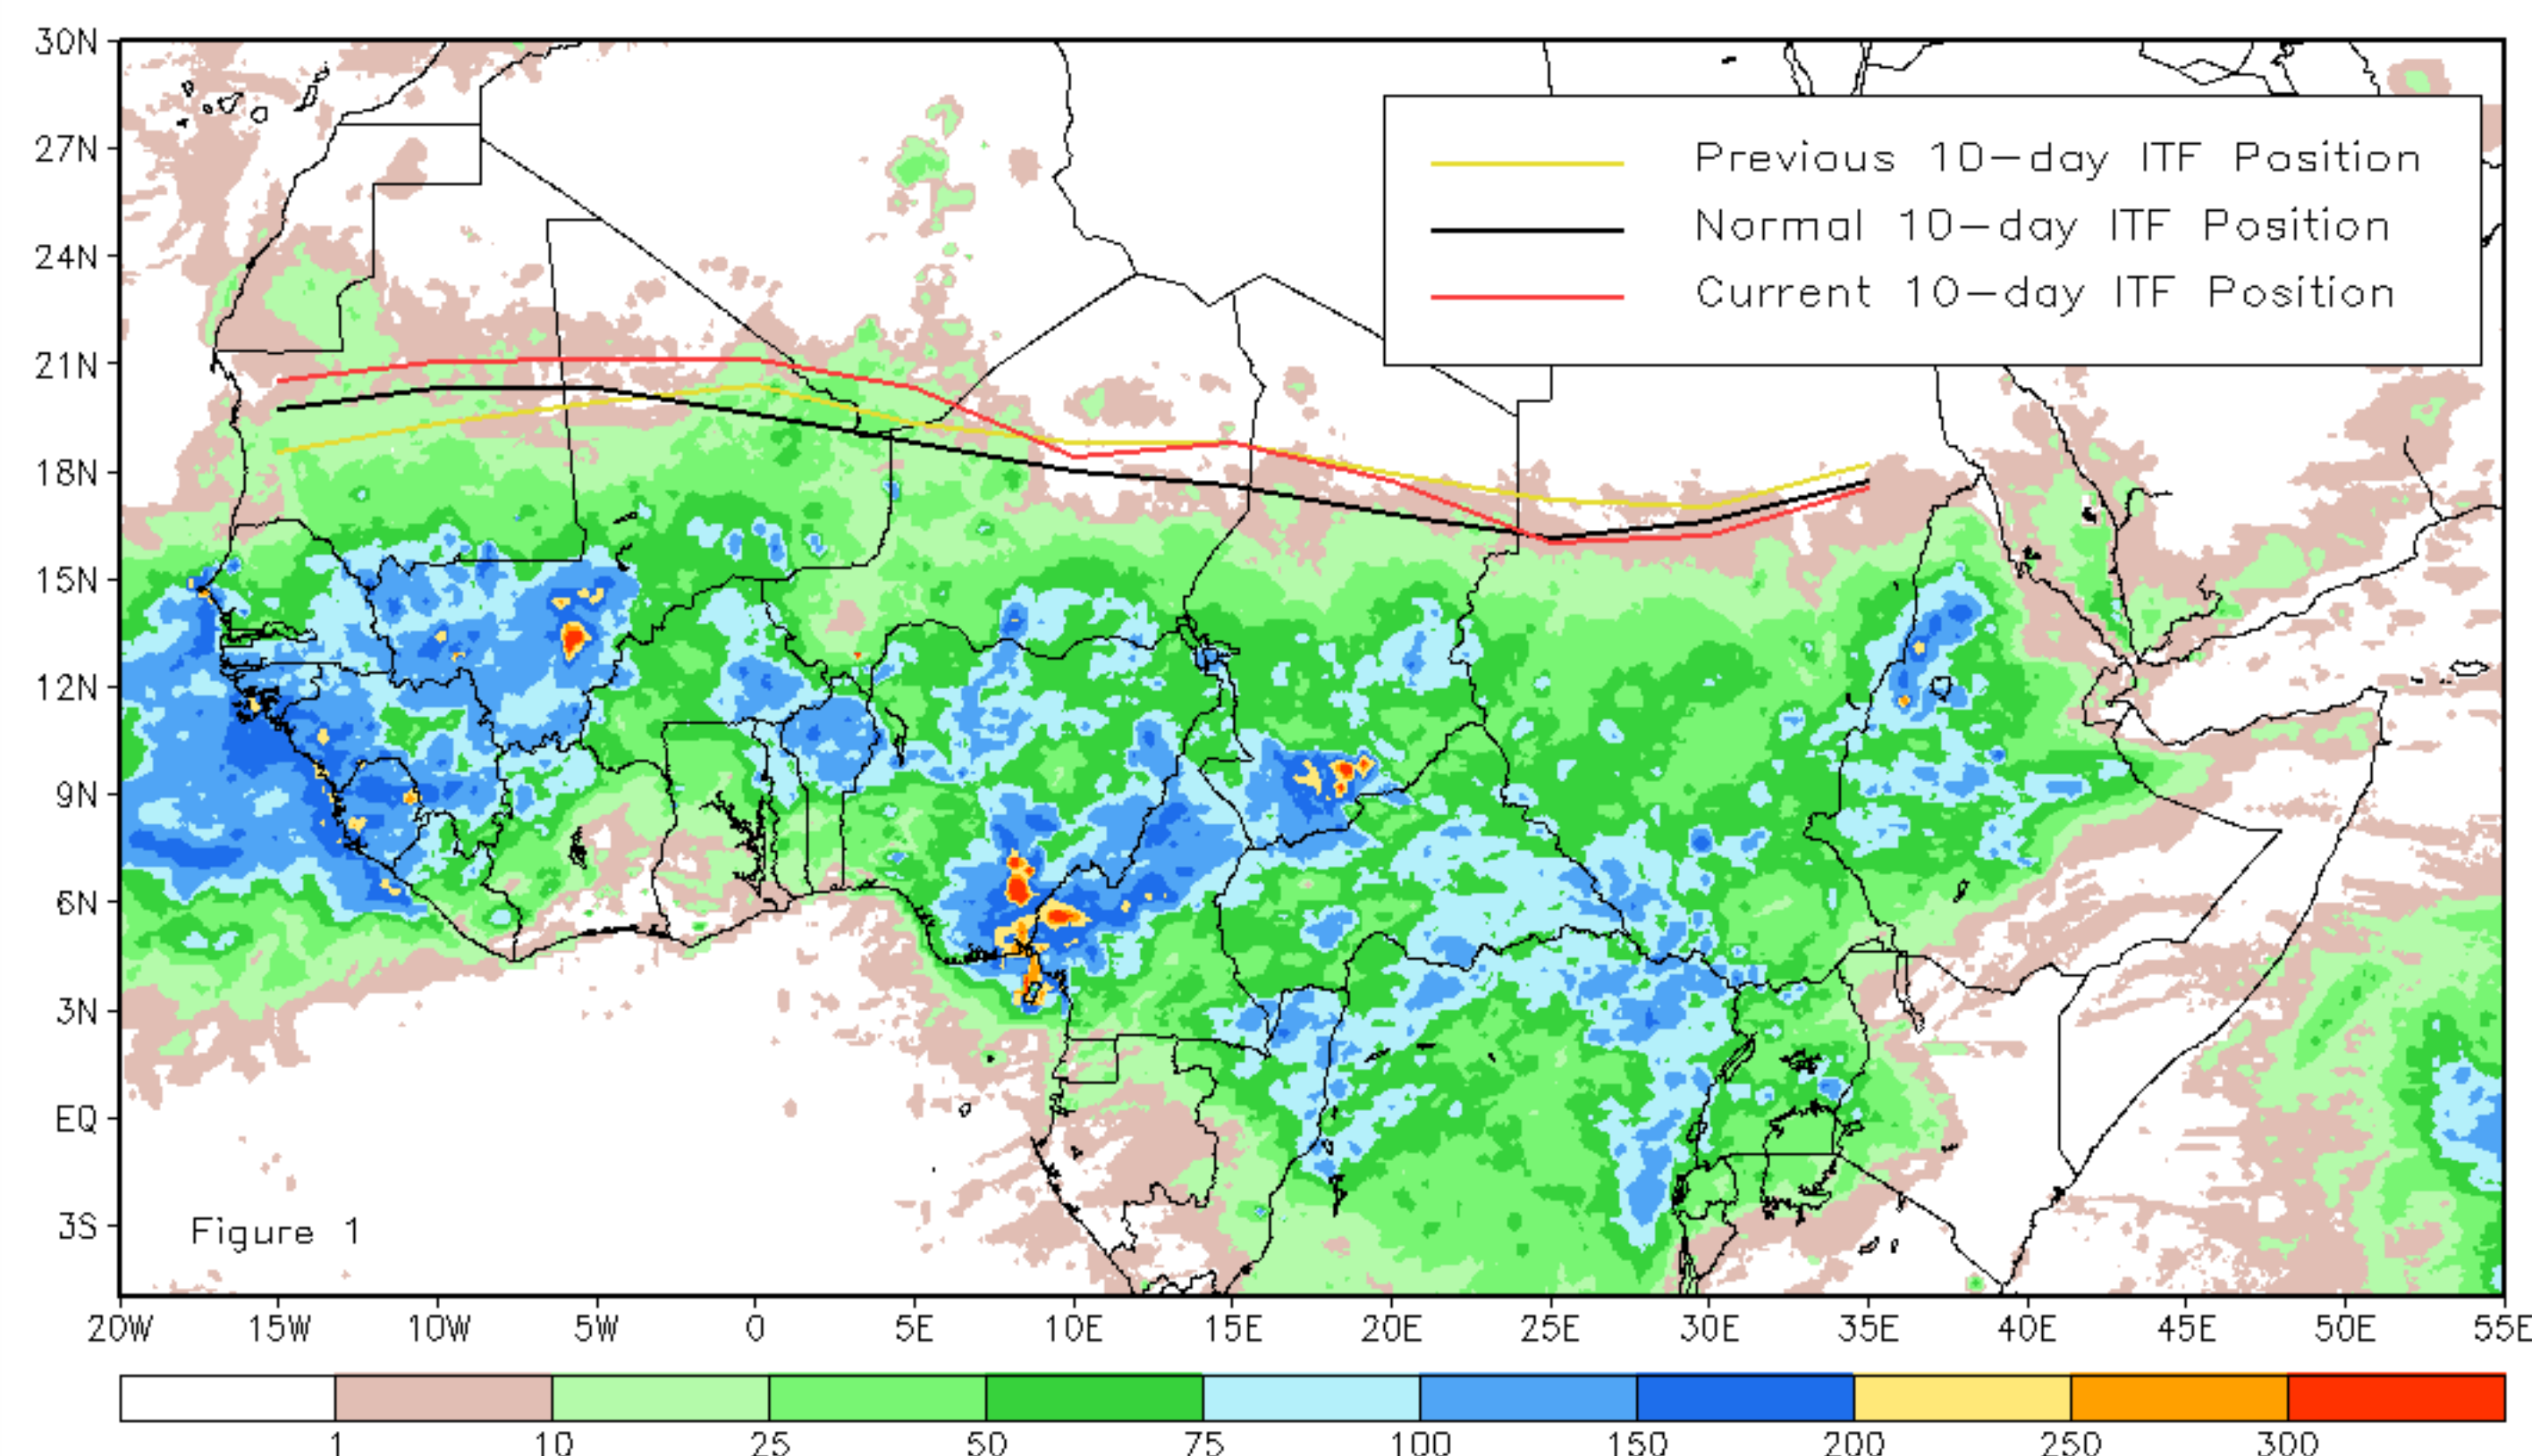 30N
Previous 10-day ITF Position
27N
Normal 10-day ITF Position
24N
Current 10-day ITF Position
21N
18N
15N
12N
9N
6N
3N
EQ
3S
Figure 1
20W 15W 10W 5W 0 5E 10E 15E 20E 25E 30E 35E 40E 45E 50E 55E
1 10 25 50 75 100 150 200 250 300